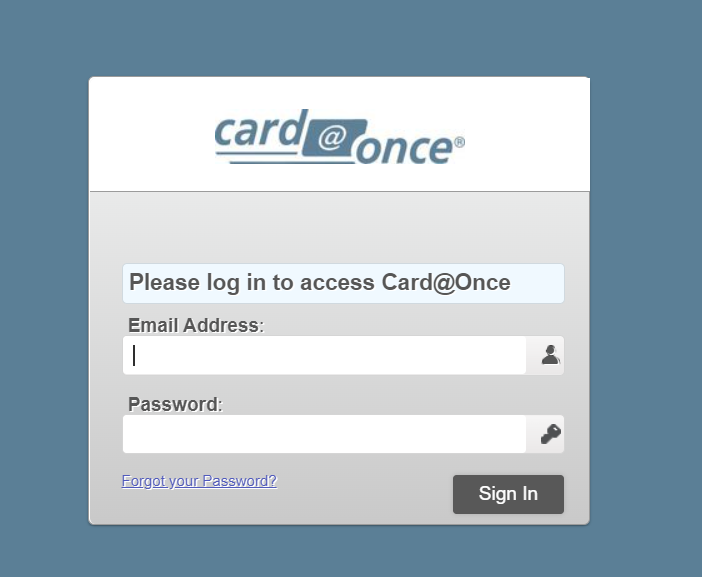 card@once®
Please log in to access Card@Once
Email Address:
Password:
Forgot your Password?
Sign In